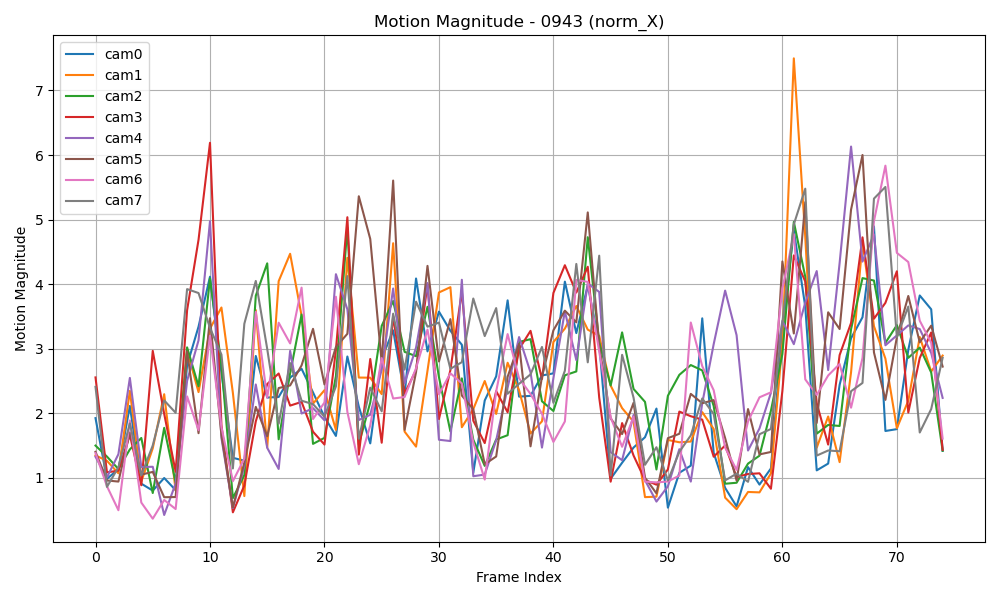 Motion Magnitude - 0943 (norm_X)
cam0
cam1
cam2
cam3
cam4
cam5
cam6
cam7
Motion Magnitude
7
6
5
4
3
2
1
0 10 20 30 40 50 60 70
Frame Index